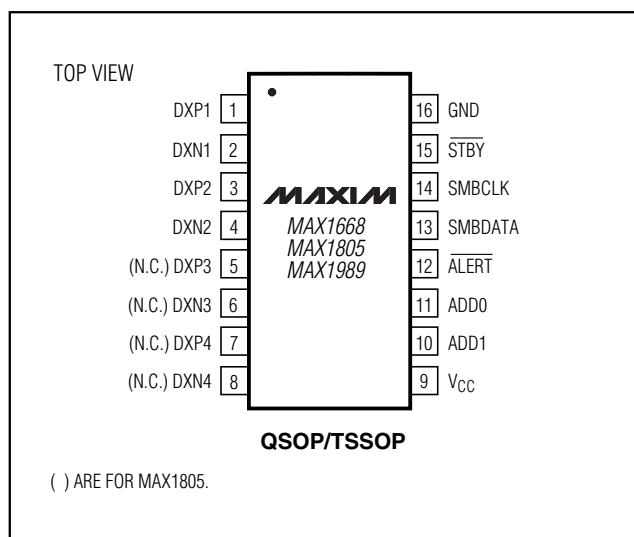 TOP VIEW
DXP1 1
DXN1 2
DXP2 3
DXN2 4
(N.C.) DXP3 5
(N.C.) DXN3 6
(N.C.) DXP4 7
(N.C.) DXN4 8
MAXIM
MAX1668
MAX1805
MAX1989
16 GND
15 S̅T̅B̅Y̅
14 SMBCLK
13 SMBDATA
12 A̅L̅E̅R̅T̅
11 ADD0
10 ADD1
9 VCC
QSOP/TSSOP
( ) ARE FOR MAX1805.